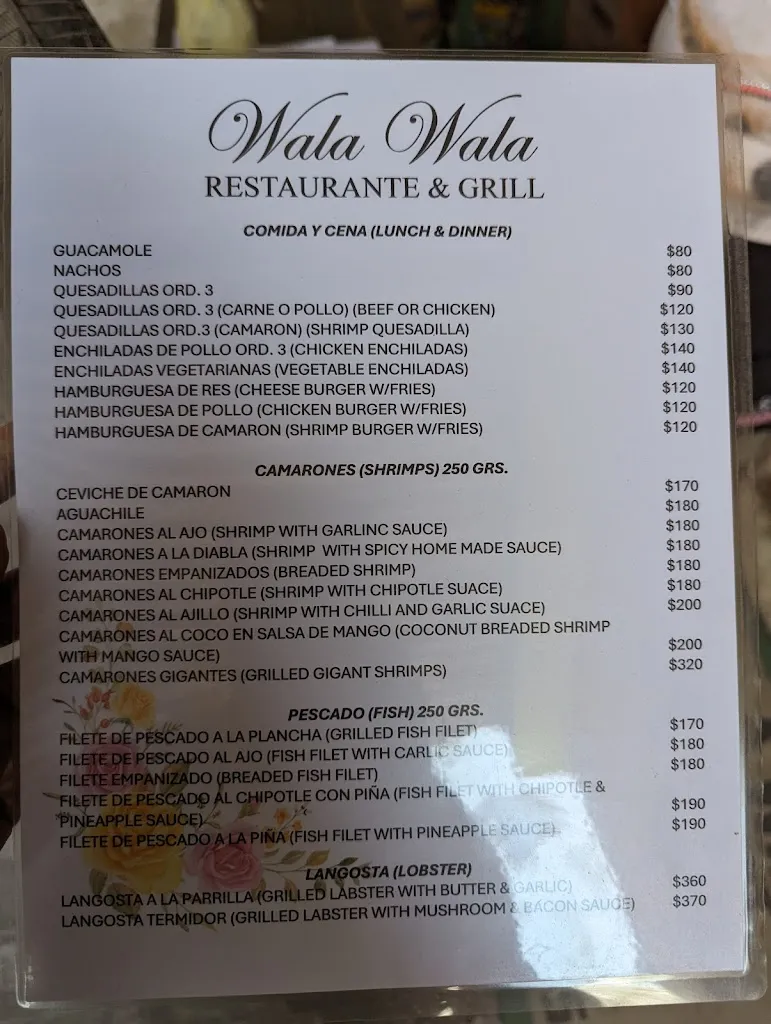 Wala Wala
RESTAURANTE & GRILL
COMIDA Y CENA (LUNCH & DINNER)
GUACAMOLE $80
NACHOS $80
QUESADILLAS ORD. 3 $90
QUESADILLAS ORD. 3 (CARNE O POLLO) (BEEF OR CHICKEN) $120
QUESADILLAS ORD.3 (CAMARON) (SHRIMP QUESADILLA) $130
ENCHILADAS DE POLLO ORD. 3 (CHICKEN ENCHILADAS) $140
ENCHILADAS VEGETARIANAS (VEGETABLE ENCHILADAS) $140
HAMBURGUESA DE RES (CHEESE BURGER W/FRIES) $120
HAMBURGUESA DE POLLO (CHICKEN BURGER W/FRIES) $120
HAMBURGUESA DE CAMARON (SHRIMP BURGER W/FRIES) $120
CAMARONES (SHRIMPS) 250 GRS.
CEVICHE DE CAMARON $170
AGUACHILE $180
CAMARONES AL AJO (SHRIMP WITH GARLINC SAUCE) $180
CAMARONES A LA DIABLA (SHRIMP WITH SPICY HOME MADE SAUCE) $180
CAMARONES EMPANIZADOS (BREADED SHRIMP) $180
CAMARONES AL CHIPOTLE (SHRIMP WITH CHIPOTLE SUACE) $180
CAMARONES AL AJILLO (SHRIMP WITH CHILLI AND GARLIC SUACE) $200
CAMARONES AL COCO EN SALSA DE MANGO (COCONUT BREADED SHRIMP
WITH MANGO SAUCE) $200
CAMARONES GIGANTES (GRILLED GIGANT SHRIMPS) $320
PESCADO (FISH) 250 GRS.
FILETE DE PESCADO A LA PLANCHA (GRILLED FISH FILET) $170
FILETE DE PESCADO AL AJO (FISH FILET WITH CARLIC SAUCE) $180
FILETE EMPANIZADO (BREADED FISH FILET) $180
FILETE DE PESCADO AL CHIPOTLE CON PIÑA (FISH FILET WITH CHIPOTLE &
PINEAPPLE SAUCE) $190
FILETE DE PESCADO A LA PIÑA (FISH FILET WITH PINEAPPLE SAUCE) $190
LANGOSTA (LOBSTER)
LANGOSTA A LA PARRILLA (GRILLED LABSTER WITH BUTTER & GARLIC) $360
LANGOSTA TERMIDOR (GRILLED LABSTER WITH MUSHROOM & BACON SAUCE) $370